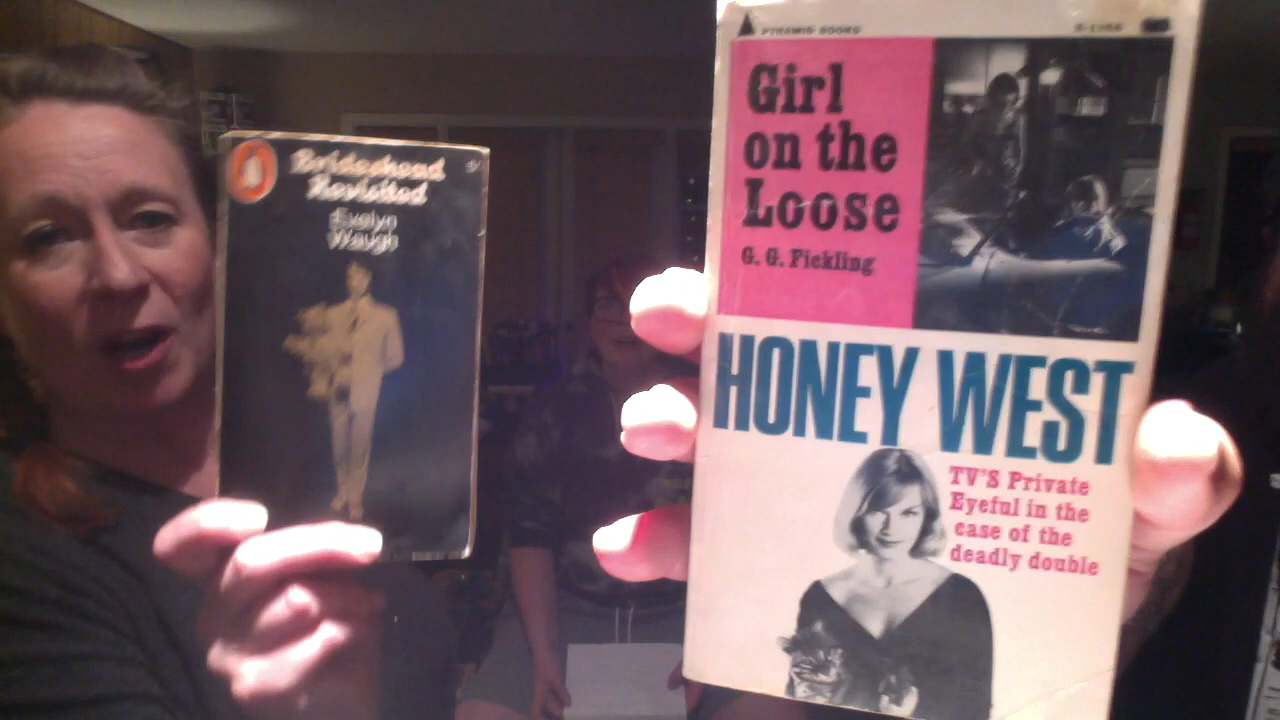 Brideshead
Revisited
Evelyn
Waugh
PYRAMID BOOKS
Girl
on the
Loose
G. G. Fickling
HONEY WEST
TV'S Private
Eyeful in the
case of the
deadly double